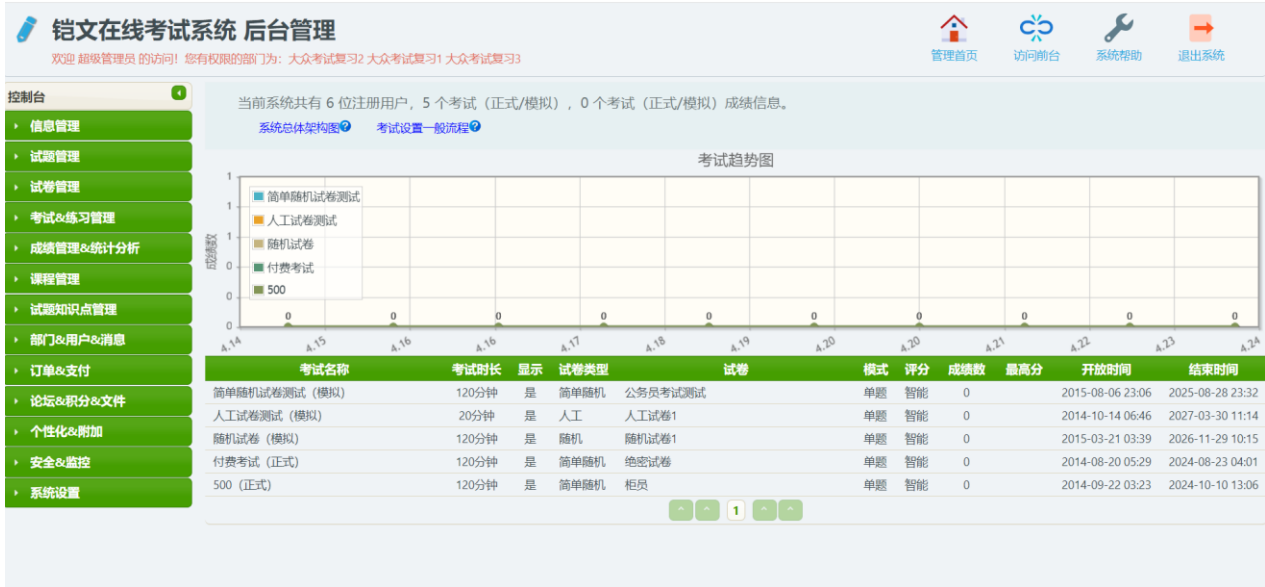 铠文在线考试系统 后台管理
欢迎 超级管理员 的访问！您有权限的部门为：大众考试复习2 大众考试复习1 大众考试复习3
管理首页 访问前台 系统帮助 退出系统
控制台
信息管理
试题管理
试卷管理
考试&练习管理
成绩管理&统计分析
课程管理
试题知识点管理
部门&用户&消息
订单&支付
论坛&积分&文件
个性化&附加
安全&监控
系统设置
当前系统共有 6 位注册用户，5 个考试（正式/模拟），0 个考试（正式/模拟）成绩信息。
系统总体架构图? 考试设置一般流程?
考试趋势图
成绩数
1
1
1
0
0
0
简单随机试卷测试
人工试卷测试
随机试卷
付费考试
500
0 0 0 0 0 0 0 0 0 0
4.14 4.15 4.16 4.16 4.17 4.18 4.19 4.20 4.20 4.21 4.22 4.23 4.24
考试名称 考试时长 显示 试卷类型 试卷 模式 评分 成绩数 最高分 开放时间 结束时间
简单随机试卷测试（模拟） 120分钟 是 简单随机 公务员考试测试 单题 智能 0 2015-08-06 23:06 2025-08-28 23:32
人工试卷测试（模拟） 20分钟 是 人工 人工试卷1 单题 智能 0 2014-10-14 06:46 2027-03-30 11:14
随机试卷（模拟） 120分钟 是 随机 随机试卷1 单题 智能 0 2015-03-21 03:39 2026-11-29 10:15
付费考试（正式） 120分钟 是 简单随机 绝密试卷 单题 智能 0 2014-08-20 05:29 2024-08-23 04:01
500（正式） 120分钟 是 简单随机 柜员 单题 智能 0 2014-09-22 03:23 2024-10-10 13:06
1